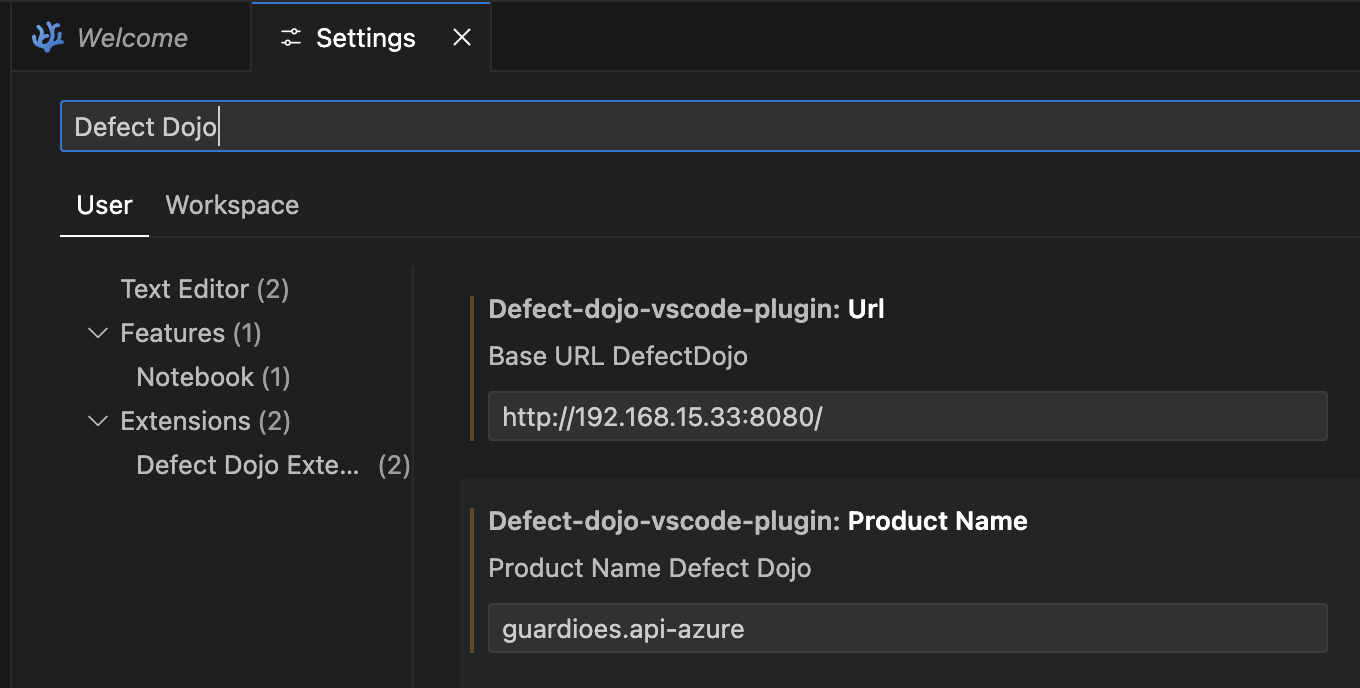 Welcome
Settings
Defect Dojo
User Workspace
Text Editor (2)
Features (1)
Notebook (1)
Extensions (2)
Defect Dojo Exte... (2)
Defect-dojo-vscode-plugin: Url
Base URL DefectDojo
http://192.168.15.33:8080/
Defect-dojo-vscode-plugin: Product Name
Product Name Defect Dojo
guardioes.api-azure